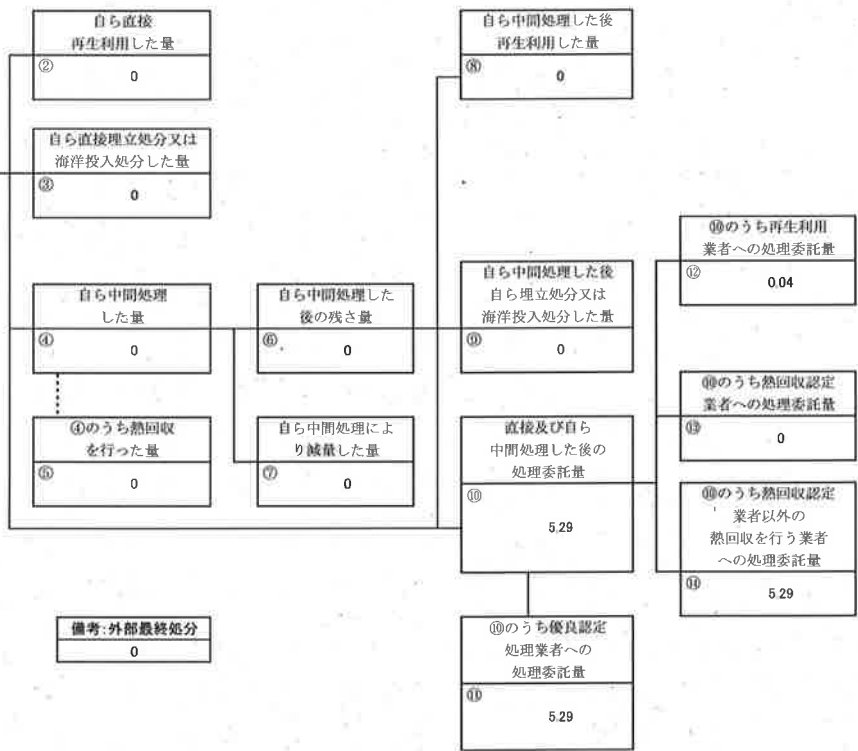 自ら直接
再生利用した量
②
0
自ら直接埋立処分又は
海洋投入処分した量
③
0
自ら中間処理
した量
④
0
④のうち熱回収
を行った量
⑤
0
自ら中間処理した
後の残さ量
⑥
0
自ら中間処理によ
り減量した量
⑦
0
自ら中間処理した後
再生利用した量
⑧
0
自ら中間処理した後
自ら埋立処分又は
海洋投入処分した量
⑨
0
直接及び自ら
中間処理した後の
処理委託量
⑩
5.29
⑩のうち優良認定
処理業者への
処理委託量
⑪
5.29
⑩のうち再生利用
業者への処理委託量
⑫
0.04
⑩のうち熱回収認定
業者への処理委託量
⑬
0
⑩のうち熱回収認定
業者以外の
熱回収を行う業者
への処理委託量
⑭
5.29
備考:外部最終処分
0